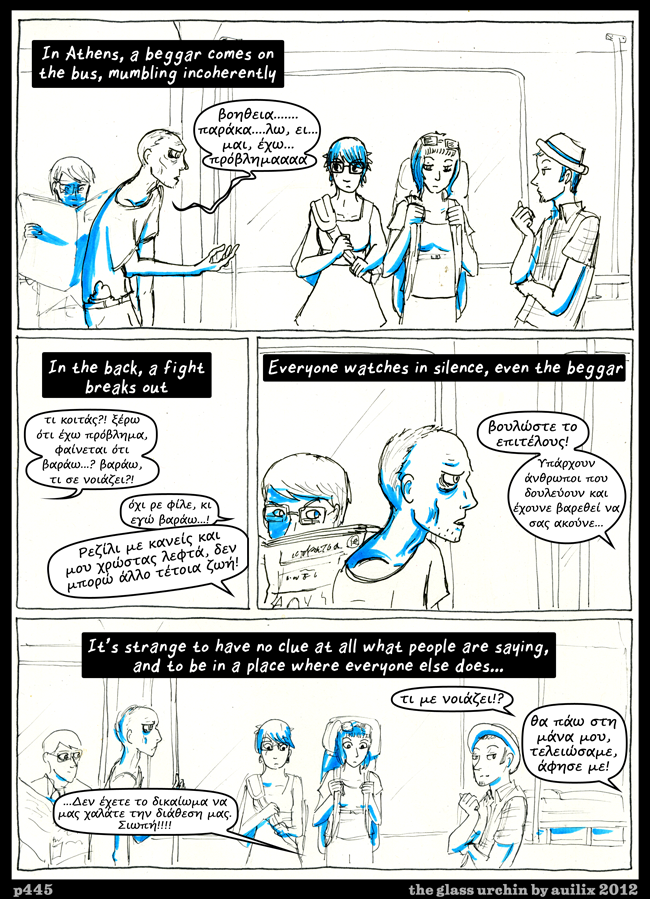 In Athens, a beggar comes on
the bus, mumbling incoherently
βοηθεια.......
παράκα....λω, ει...
μαι, έχω...
πρόβλημαααα
In the back, a fight
breaks out
τι κοιτάς?! ξέρω
ότι έχω πρόβλημα,
φαίνεται ότι
βαράω...? βαράω,
τι σε νοιάζει?!
όχι ρε φίλε, κι
εγώ βαράω...!
Ρεζίλι με κανείς και
μου χρώστας λεφτά, δεν
μπορώ άλλο τέτοια ζωή!
Everyone watches in silence, even the beggar
βουλώστε το
επιτέλους!
Υπάρχουν
άνθρωποι που
δουλεύουν και
έχουνε βαρεθεί να
σας ακούνε...
It's strange to have no clue at all what people are saying,
and to be in a place where everyone else does...
τι με νοιάζει!?
θα πάω στη
μάνα μου,
τελειώσαμε,
άφησε με!
...Δεν έχετε το δικαίωμα να
μας χαλάτε την διάθεση μας.
Σιωπή!!!!
p445
the glass urchin by auilix 2012